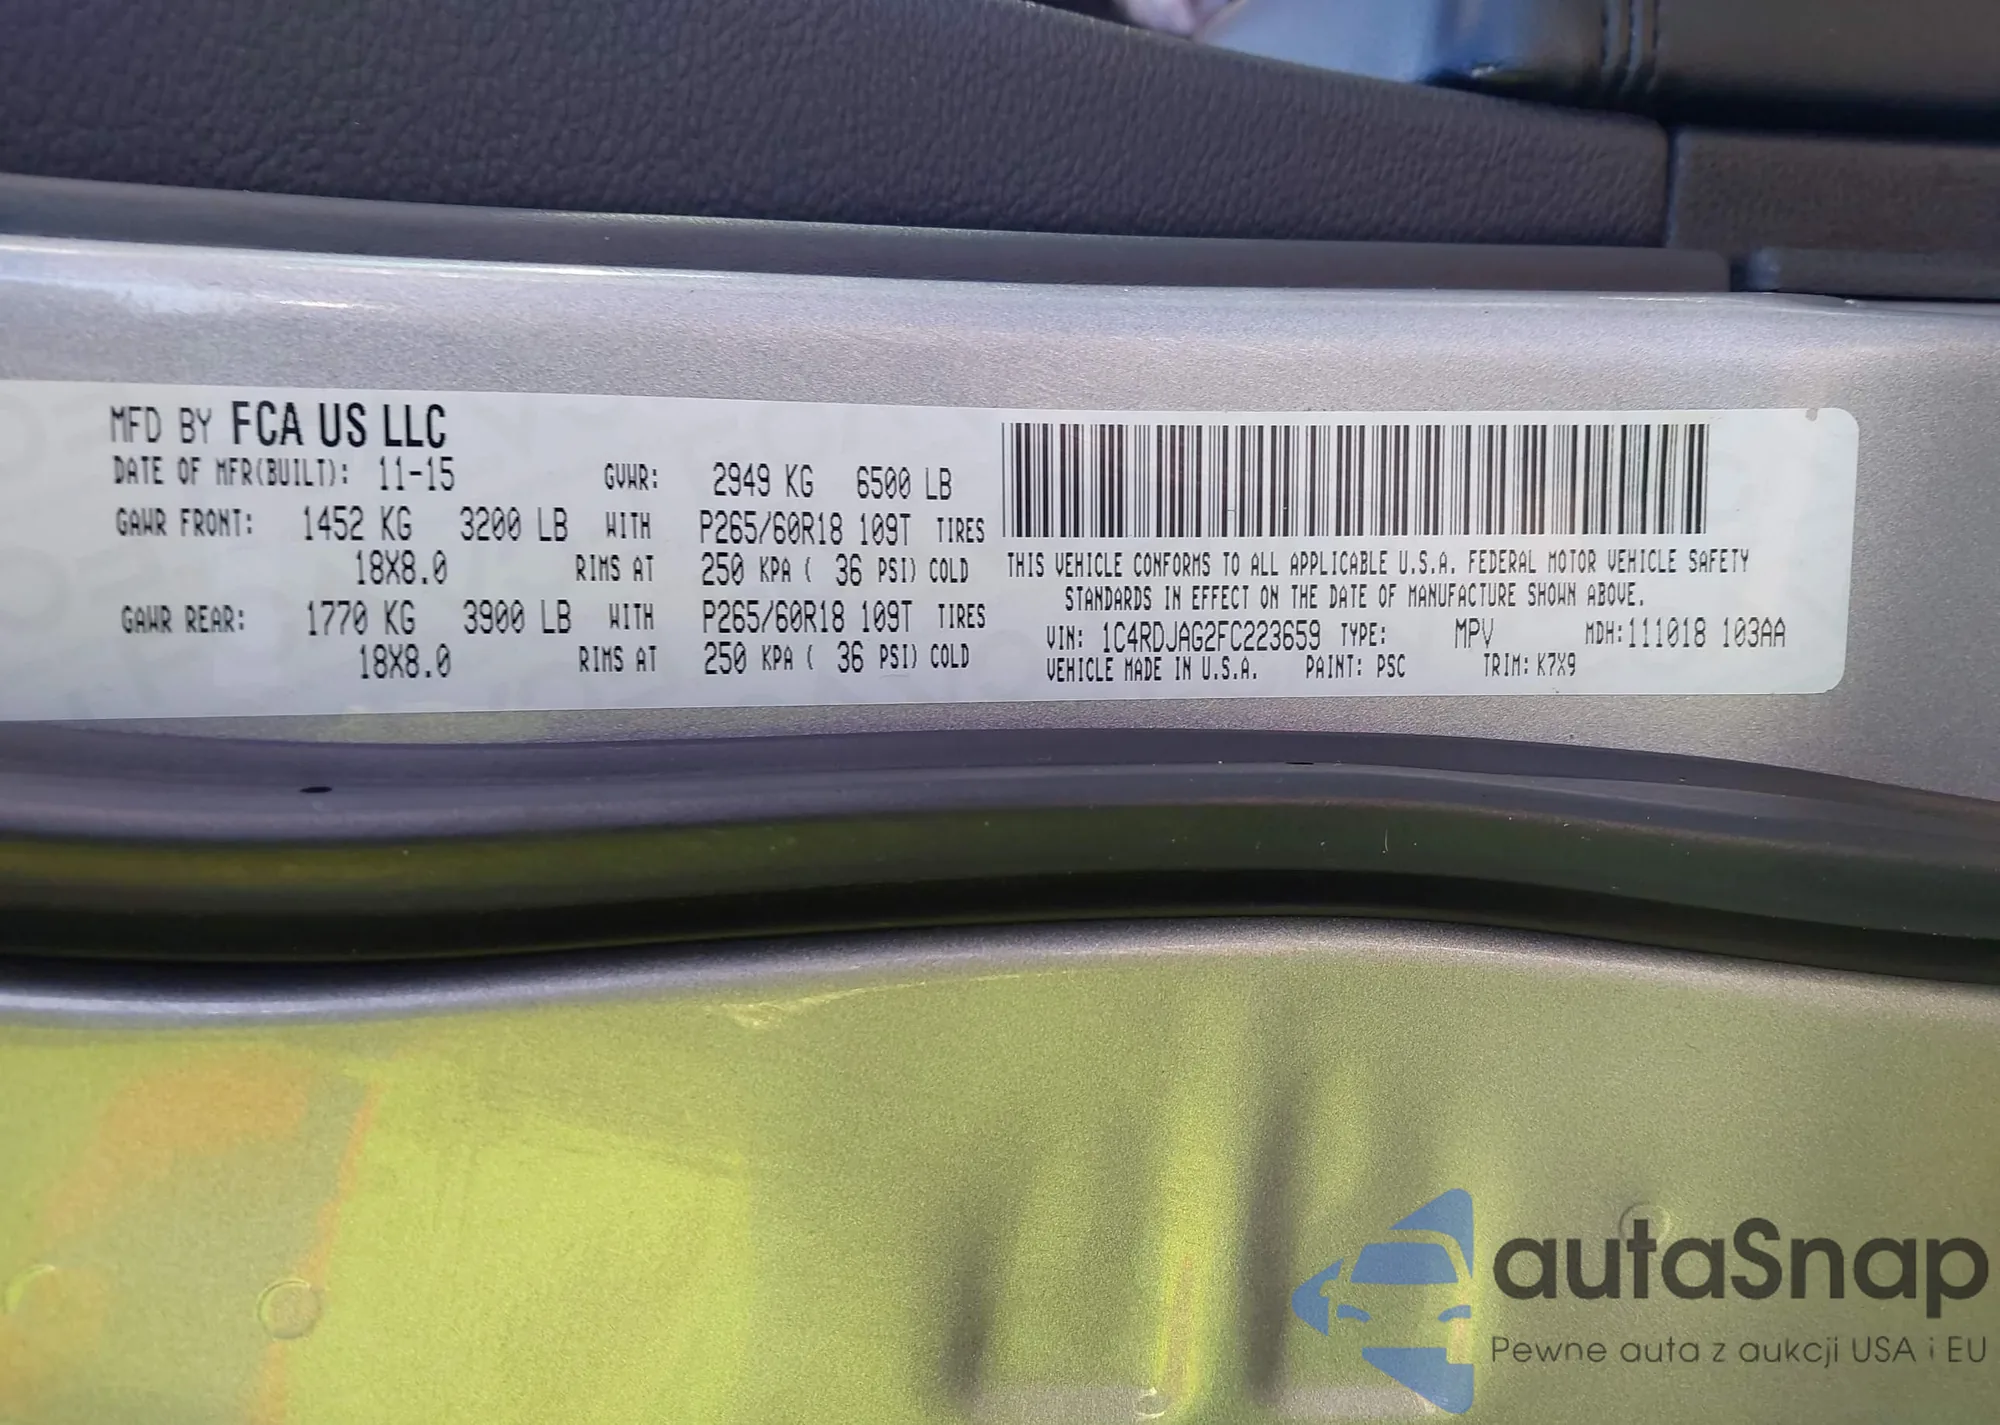 MFD BY FCA US LLC
DATE OF MFR(BUILT): 11-15 GVWR: 2949 KG 6500 LB
GAWR FRONT: 1452 KG 3200 LB WITH P265/60R18 109T TIRES
18X8.0 RIMS AT 250 KPA ( 36 PSI) COLD
GAWR REAR: 1770 KG 3900 LB WITH P265/60R18 109T TIRES
18X8.0 RIMS AT 250 KPA ( 36 PSI) COLD
THIS VEHICLE CONFORMS TO ALL APPLICABLE U.S.A. FEDERAL MOTOR VEHICLE SAFETY
STANDARDS IN EFFECT ON THE DATE OF MANUFACTURE SHOWN ABOVE.
VIN: 1C4RDJAG2FC223659 TYPE: MPV MDH:111018 103AA
VEHICLE MADE IN U.S.A. PAINT: PSC TRIM: K7X9
autaSnap
Pewne auta z aukcji USA i EU